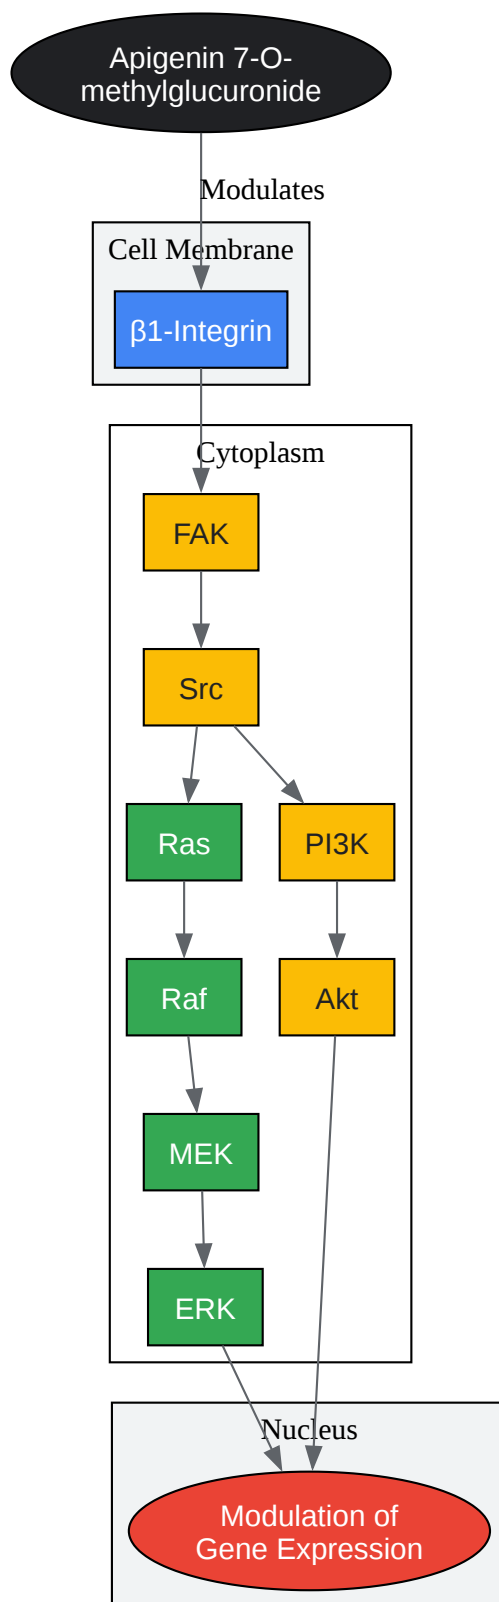 Apigenin 7-O-
methylglucuronide
Modulates
Cell Membrane
β1-Integrin
Cytoplasm
FAK
Src
Ras
PI3K
Raf
Akt
MEK
ERK
Nucleus
Modulation of
Gene Expression